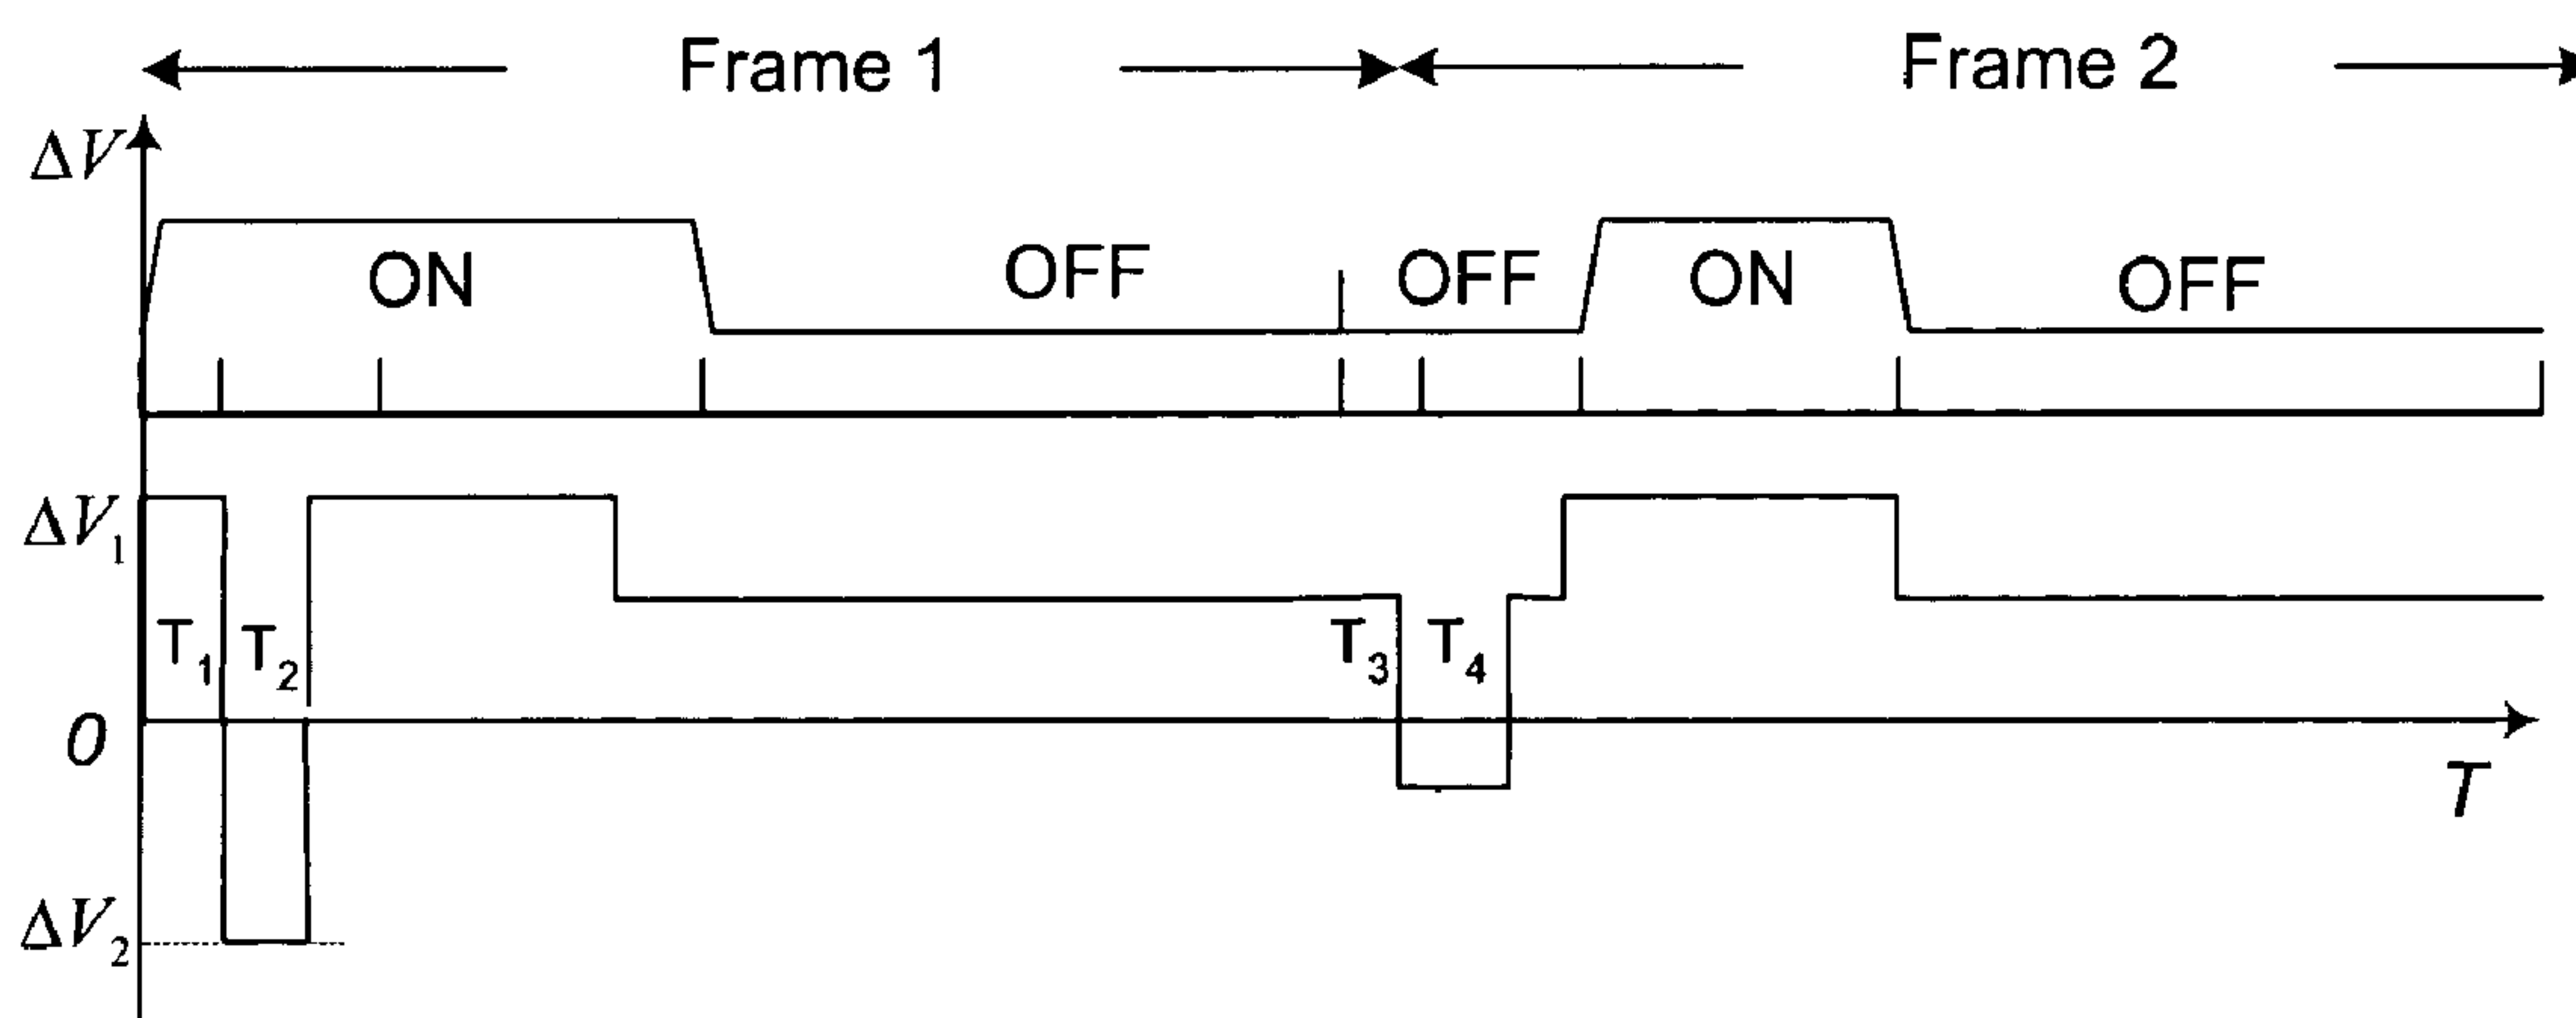 Frame 1 Frame 2
ΔV
ON OFF OFF ON OFF
ΔV₁
T₁ T₂ T₃ T₄
0
T
ΔV₂